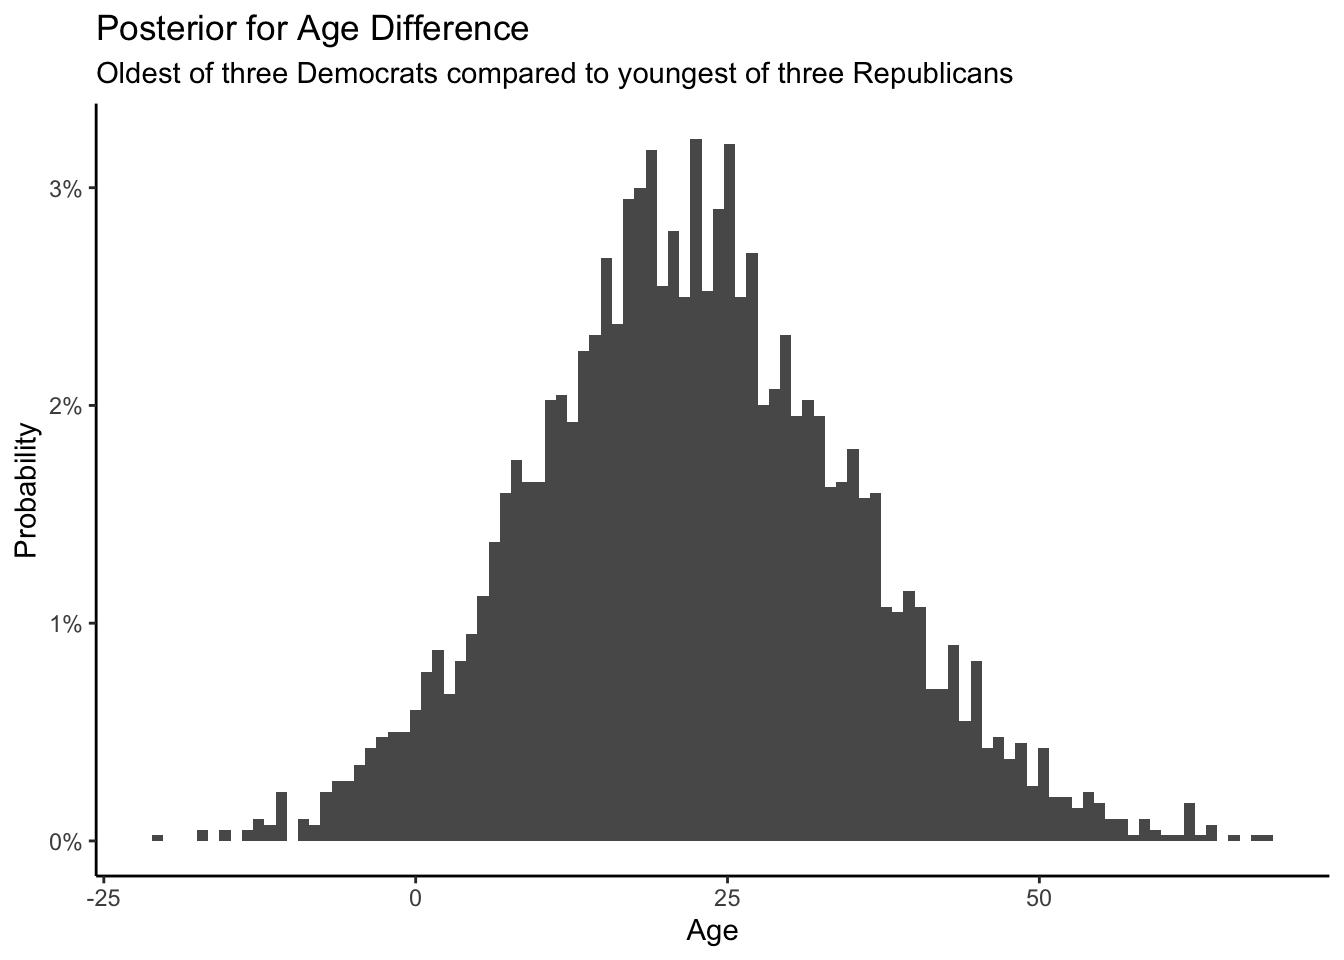 Posterior for Age Difference
Oldest of three Democrats compared to youngest of three Republicans
3%
2%
1%
0%
Probability
-25 0 25 50
Age